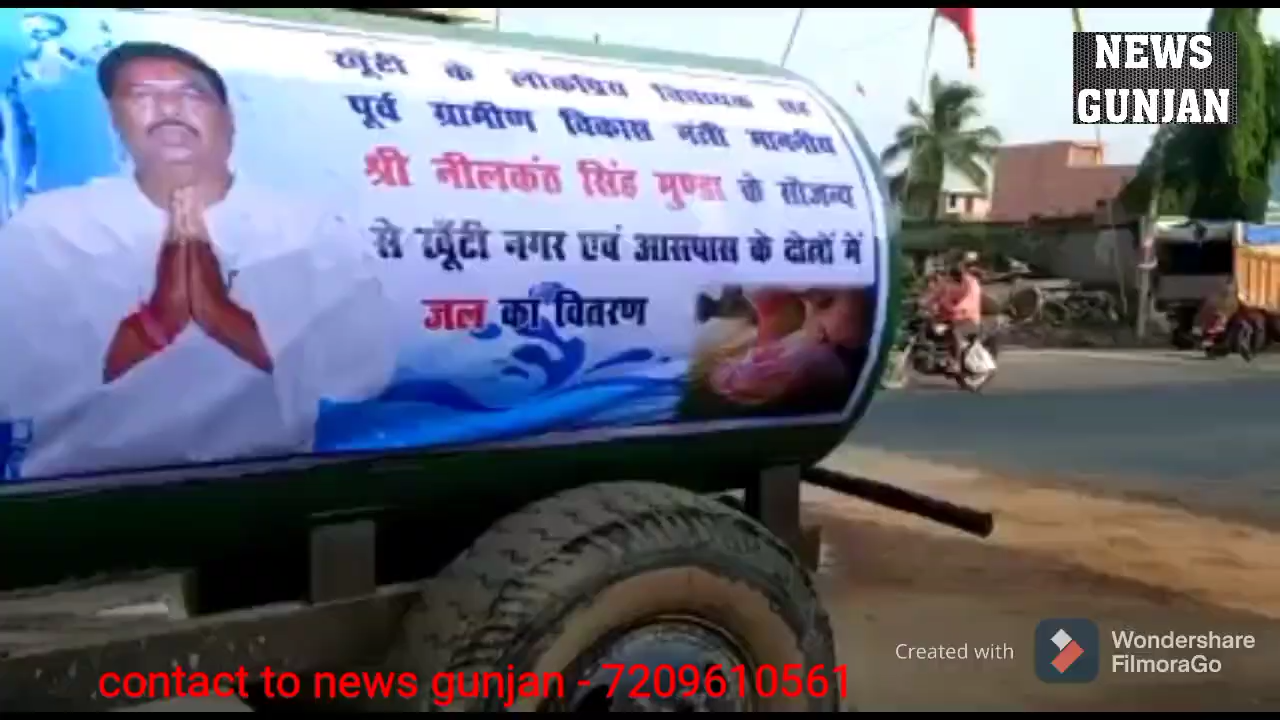 खूँटी के लोकप्रिय विधायक सह
पूर्व ग्रामीण विकास मंत्री माननीय
श्री नीलकंठ सिंह मुण्डा के सौजन्य
से खूँटी नगर एवं आसपास के क्षेत्रों में
जल का वितरण
NEWS
GUNJAN
Created with
Wondershare
FilmoraGo
contact to news gunjan - 7209610561